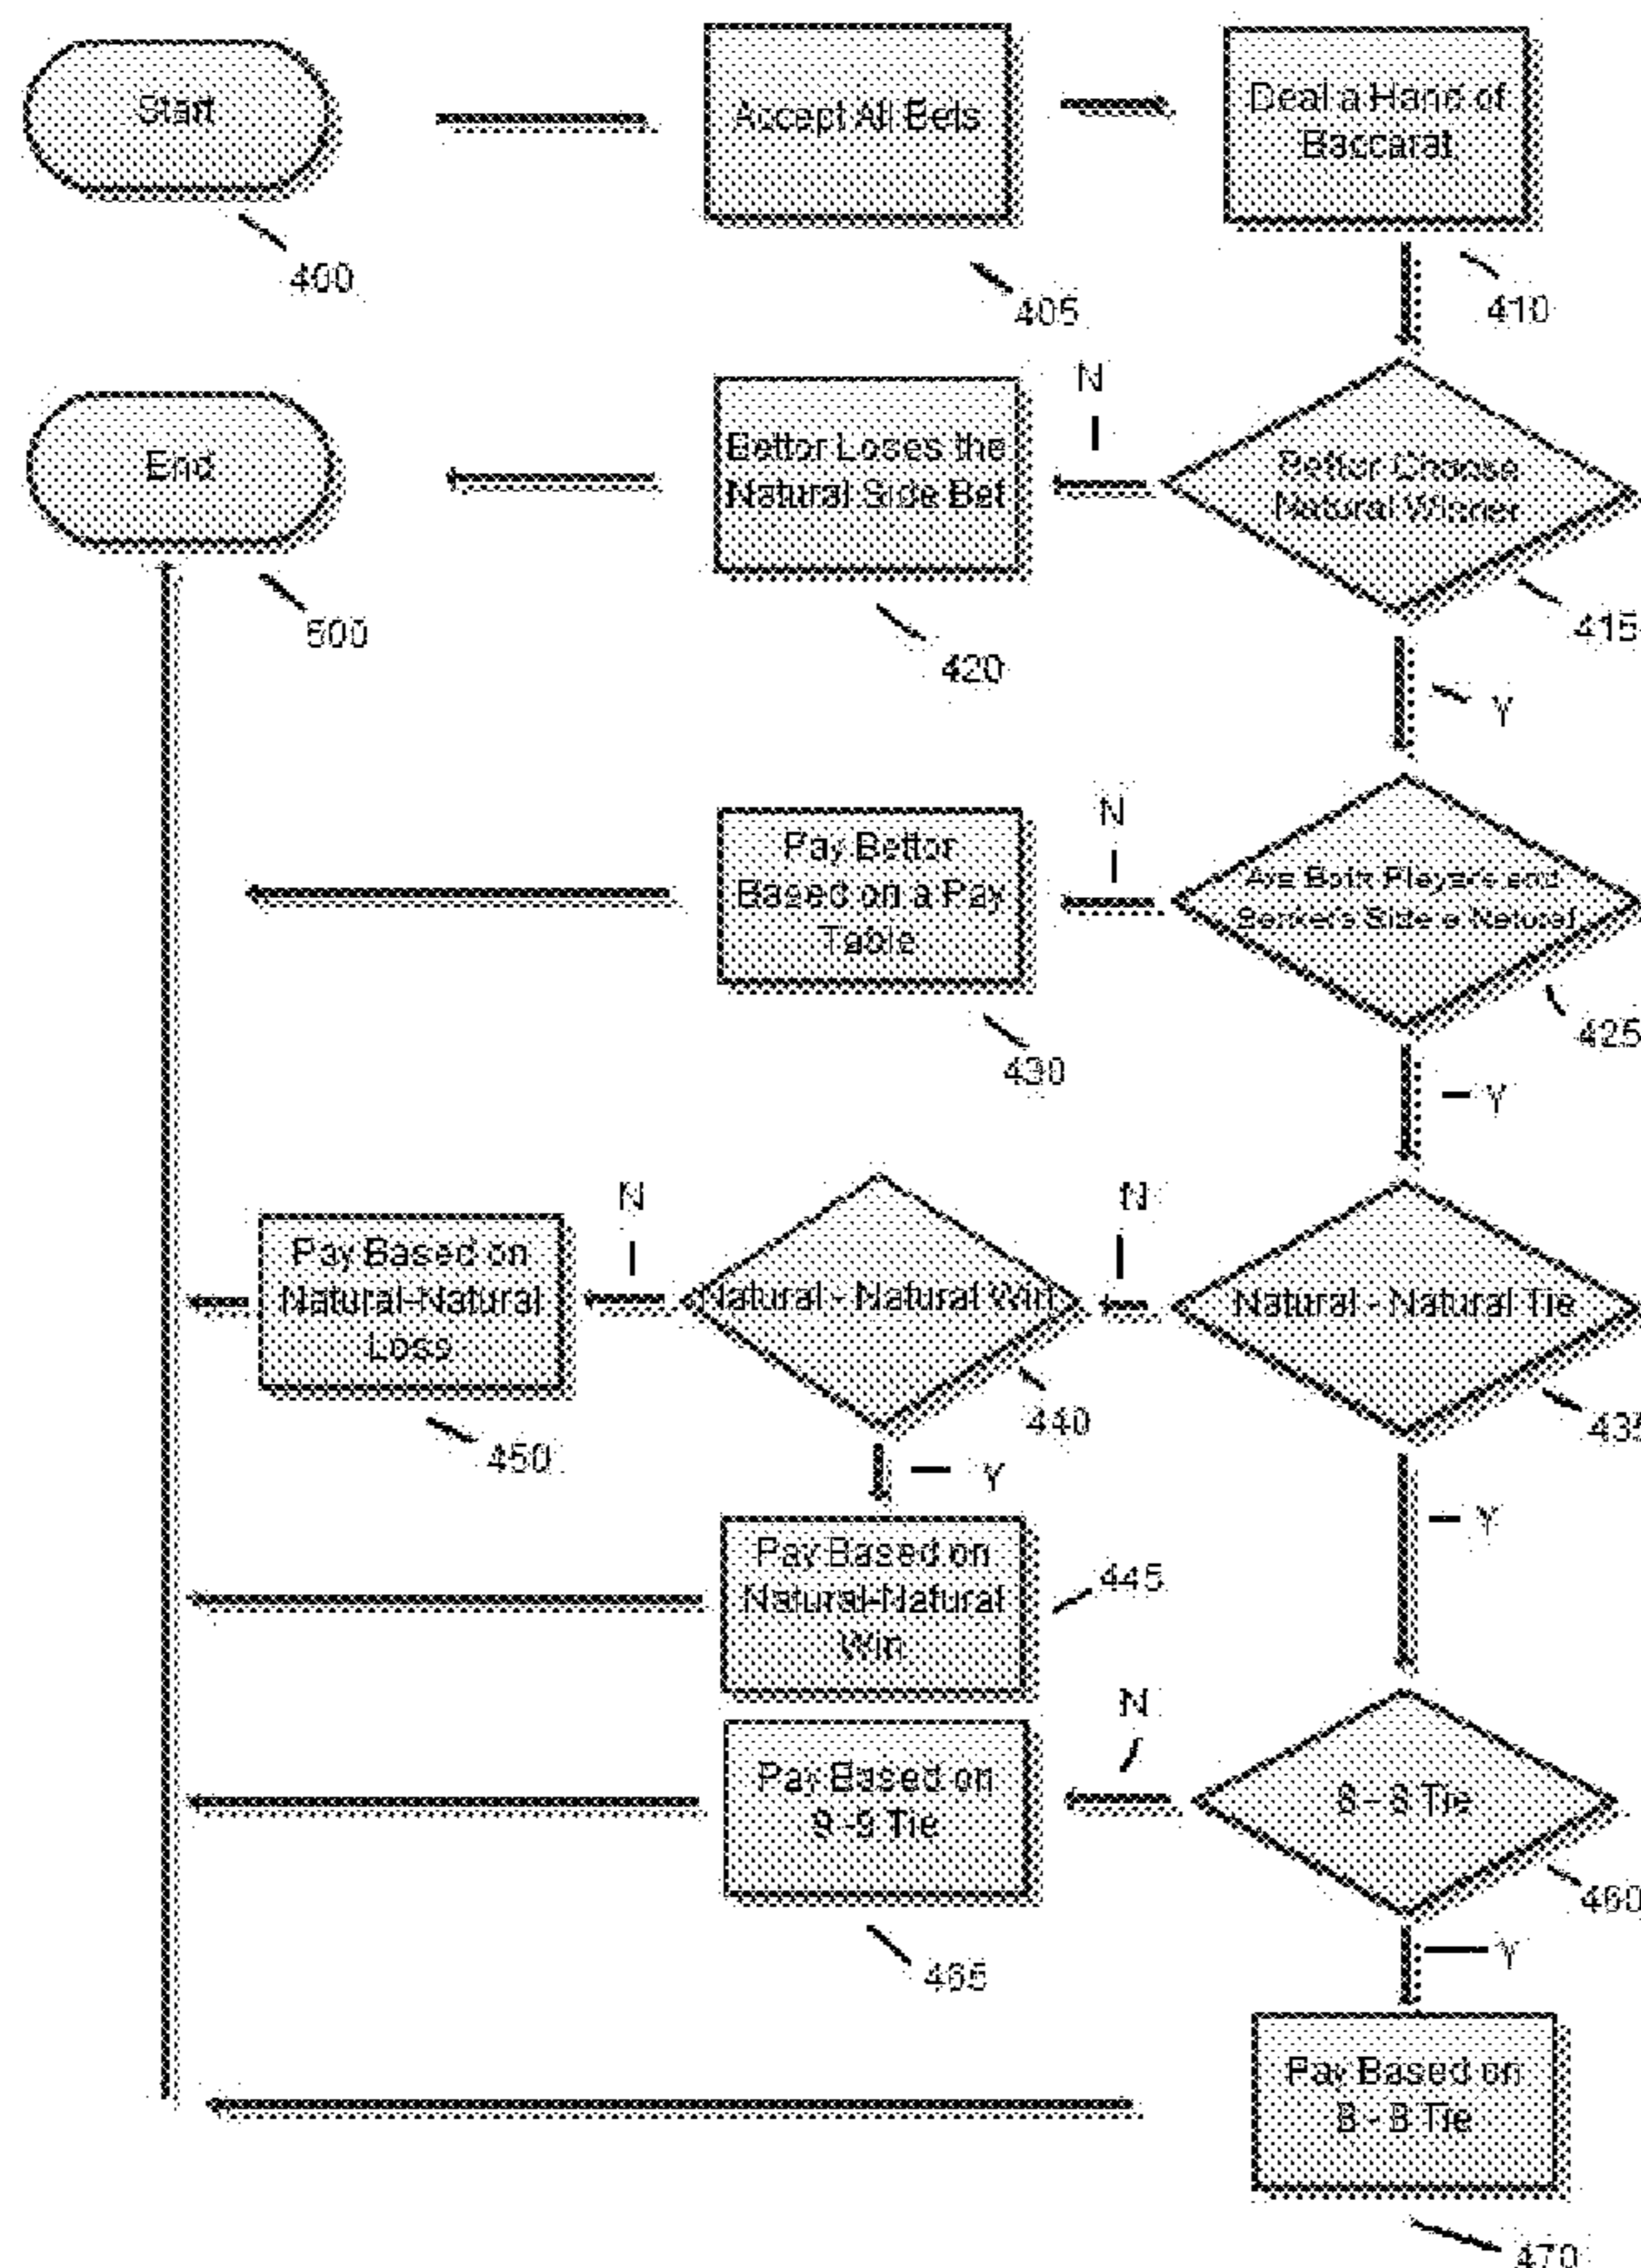 Start
Accept All Bets
Deal a Hand of
Baccarat
400
405
410
N
Bettor Loses the
Natural Side Bet
End
Bettor Choose
Natural Winner
500
420
415
Y
N
Pay Bettor
Based on a Pay
Table
Are Both Players and
Bankers Side a Natural
430
425
Y
N
N
Pay Based on
Natural-Natural
Loss
Natural - Natural Win
Natural - Natural Tie
450
440
435
Y
Y
Pay Based on
Natural-Natural
Win
445
N
Pay Based on
9 -9 Tie
8 - 8 Tie
460
465
Y
Pay Based on
8 - 8 Tie
470